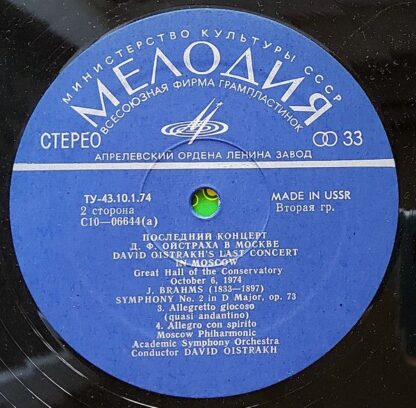 МИНИСТЕРСТВО КУЛЬТУРЫ СССР
МЕЛОДИЯ
ВСЕСОЮЗНАЯ ФИРМА ГРАМПЛАСТИНОК
СТЕРЕО
33
АПРЕЛЕВСКИЙ ОРДЕНА ЛЕНИНА ЗАВОД
ТУ-43.10.1.74
MADE IN USSR
2 сторона
Вторая гр.
С10—06644(а)
ПОСЛЕДНИЙ КОНЦЕРТ
Д. Ф. ОЙСТРАХА В МОСКВЕ
DAVID OISTRAKH'S LAST CONCERT
IN MOSCOW
Great Hall of the Conservatory
October 6, 1974
J. BRAHMS (1833—1897)
SYMPHONY No. 2 in D Major, op. 73
3. Allegretto giocoso
(quasi andantino)
4. Allegro con spirito
Moscow Philharmonic
Academic Symphony Orchestra
Conductor DAVID OISTRAKH